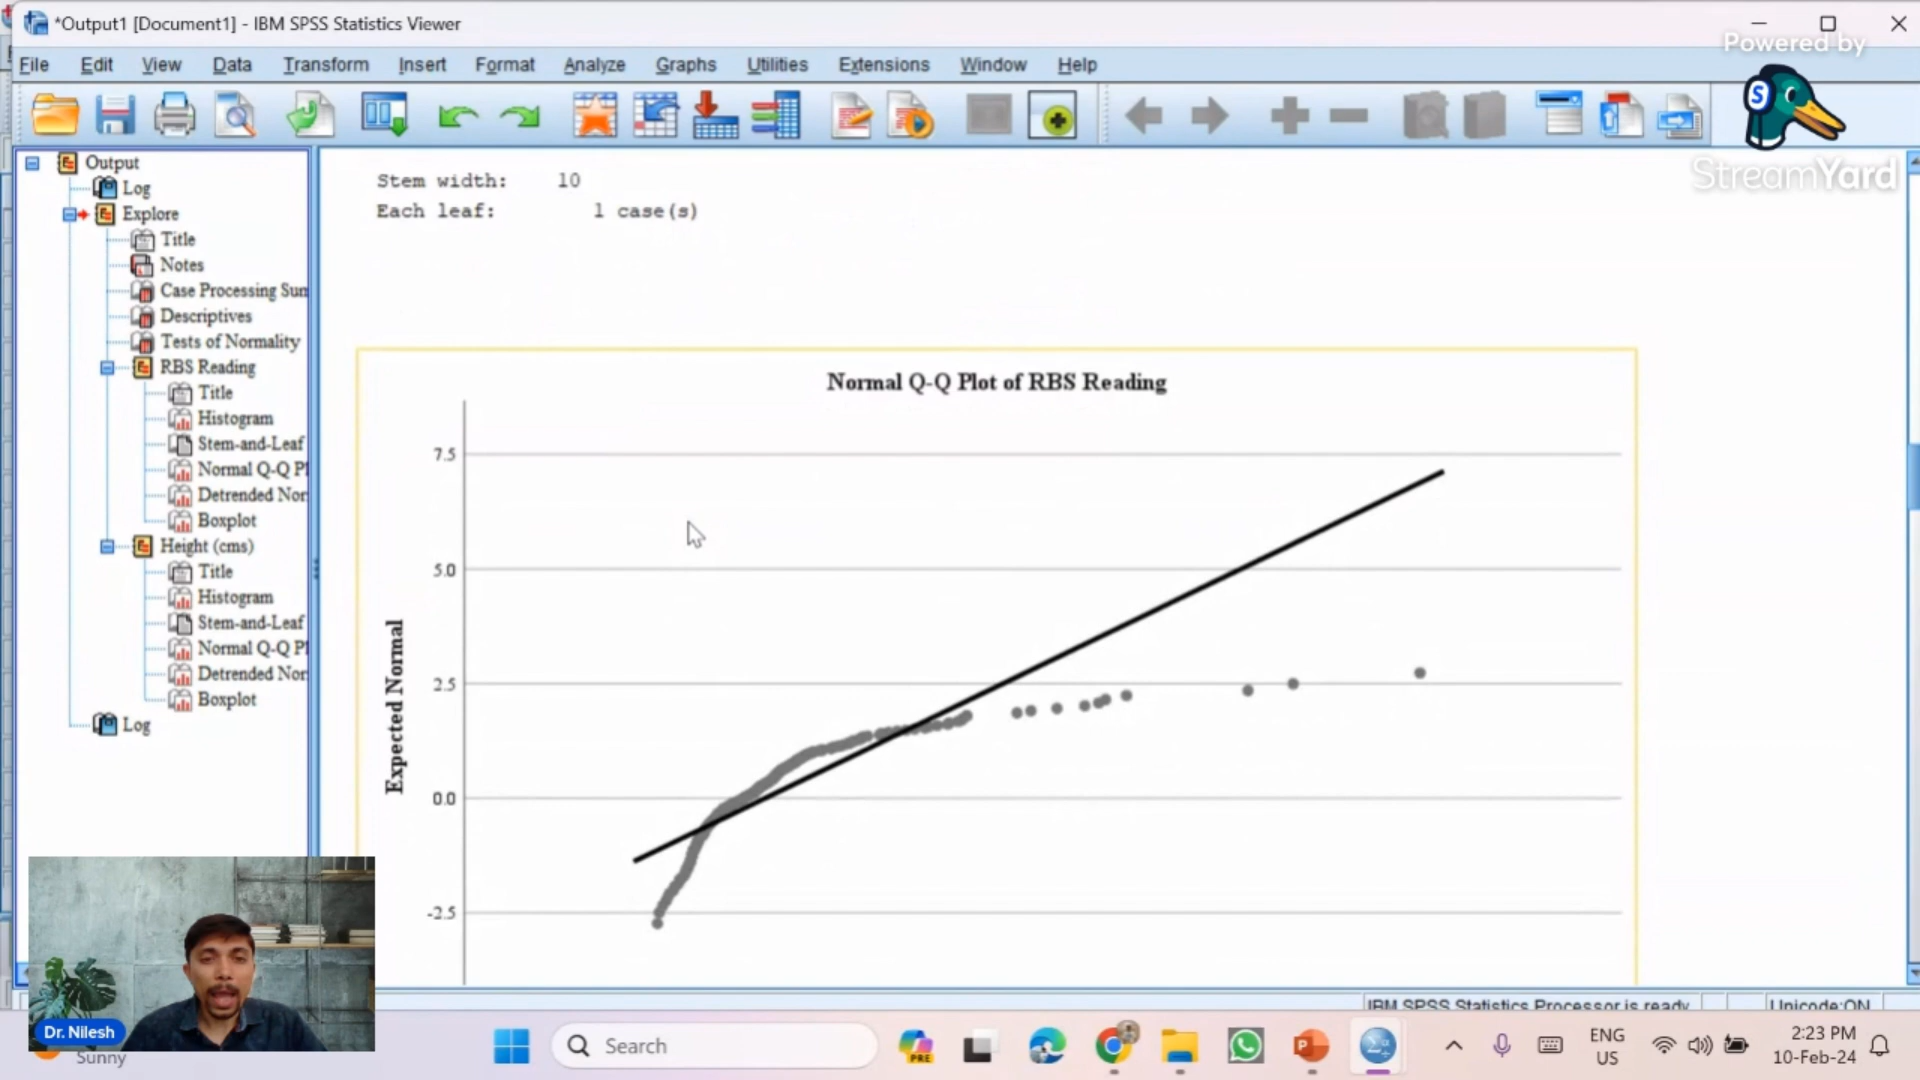 *Output1 [Document1] - IBM SPSS Statistics Viewer
Powered by
File Edit View Data Transform Insert Format Analyze Graphs Utilities Extensions Window Help
S
StreamYard
Output
Log
Explore
Title
Notes
Case Processing Sum
Descriptives
Tests of Normality
RBS Reading
Title
Histogram
Stem-and-Leaf
Normal Q-Q Pl
Detrended Nor
Boxplot
Height (cms)
Title
Histogram
Stem-and-Leaf
Normal Q-Q Pl
Detrended Nor
Boxplot
Log
Stem width: 10
Each leaf: 1 case(s)
Normal Q-Q Plot of RBS Reading
Expected Normal
7.5
5.0
2.5
0.0
-2.5
IBM SPSS Statistics Processor is ready
Unicode:ON
Dr. Nilesh
Sunny
Search
PRE
ENG
US
2:23 PM
10-Feb-24